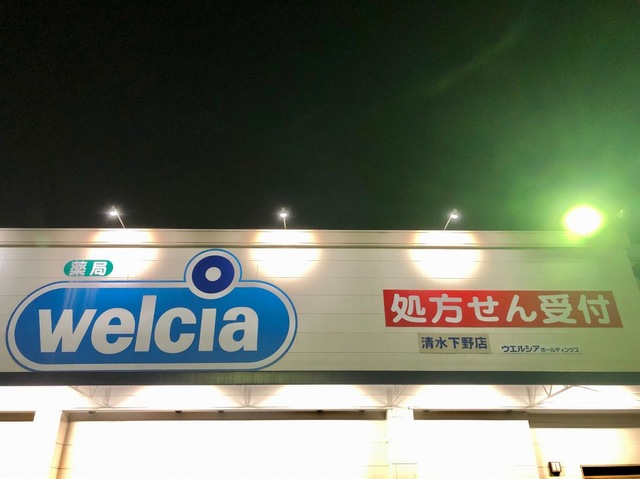 薬局
welcia
処方せん受付
清水下野店
ウエルシアホールディングス